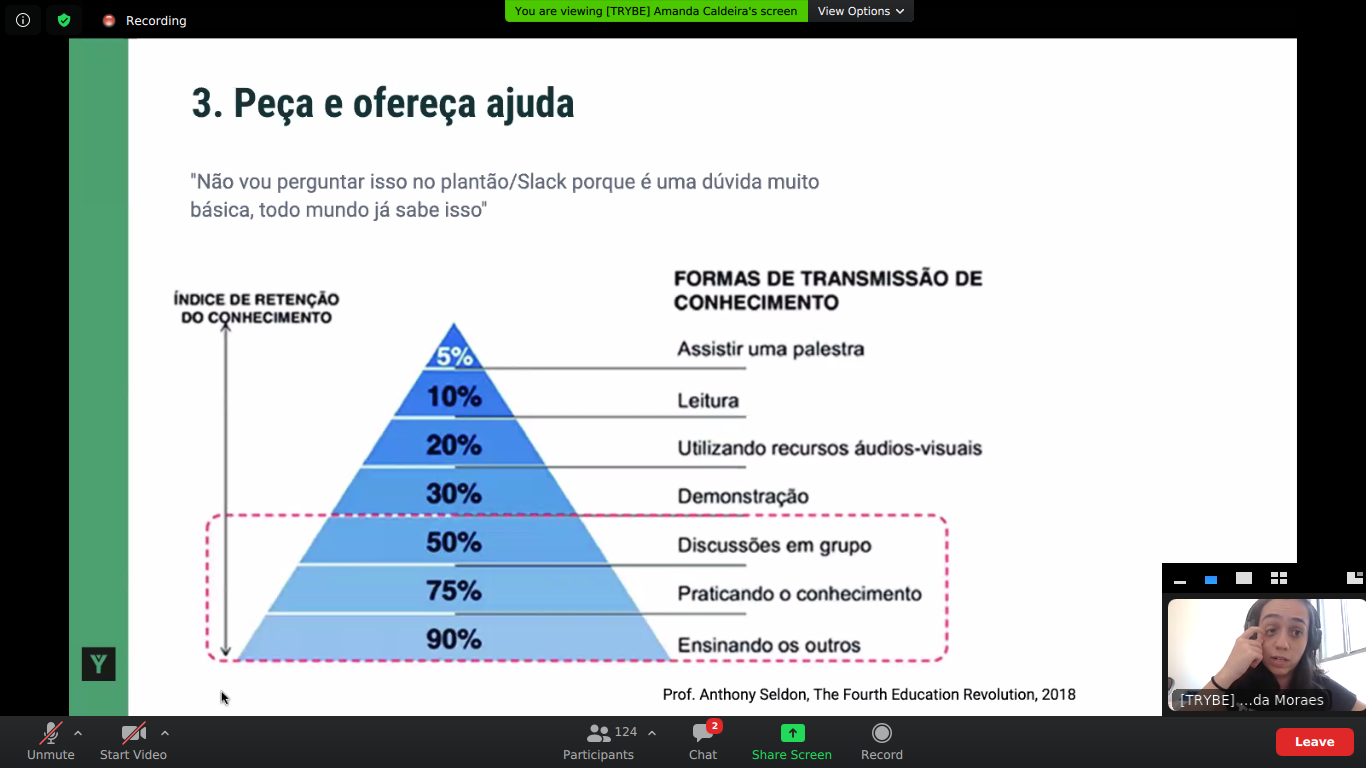 Recording
You are viewing [TRYBE] Amanda Caldeira's screen
View Options
3. Peça e ofereça ajuda
"Não vou perguntar isso no plantão/Slack porque é uma dúvida muito
básica, todo mundo já sabe isso"
ÍNDICE DE RETENÇÃO
DO CONHECIMENTO
FORMAS DE TRANSMISSÃO DE
CONHECIMENTO
5% Assistir uma palestra
10% Leitura
20% Utilizando recursos áudios-visuais
30% Demonstração
50% Discussões em grupo
75% Praticando o conhecimento
90% Ensinando os outros
Prof. Anthony Seldon, The Fourth Education Revolution, 2018
Y
[TRYBE] ...da Moraes
Unmute
Start Video
124
Participants
2
Chat
Share Screen
Record
Leave